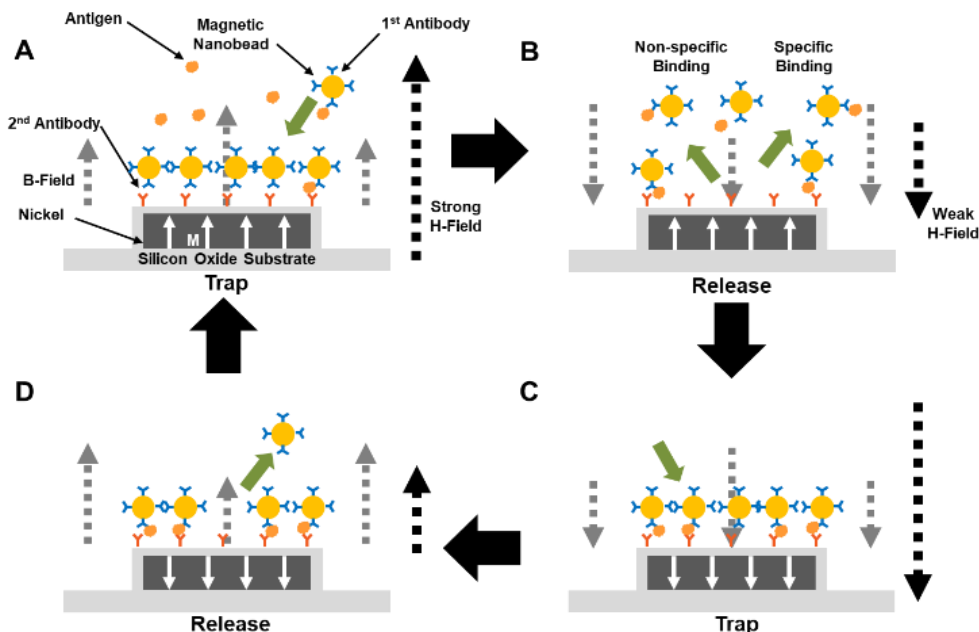 A
Antigen
Magnetic
Nanobead
1st Antibody
2nd Antibody
B-Field
Nickel
M
Silicon Oxide Substrate
Strong
H-Field
Trap
B
Non-specific
Binding
Specific
Binding
Weak
H-Field
Release
D
Release
C
Trap